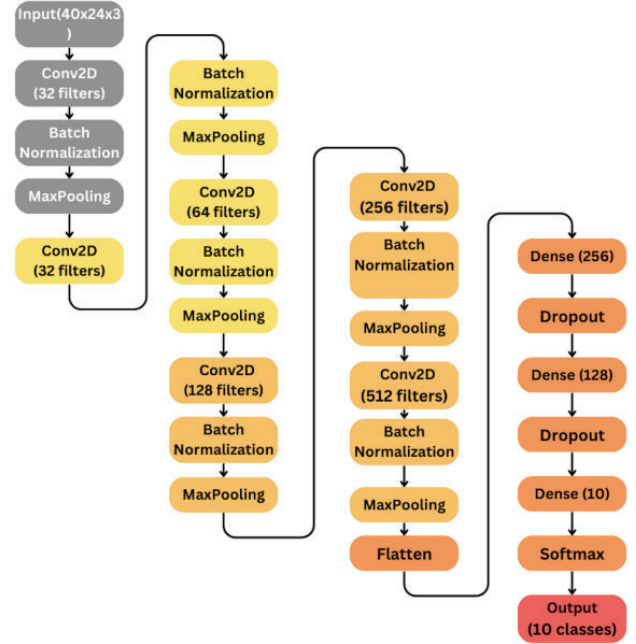 Input(40x24x3
)
Conv2D
(32 filters)
Batch
Normalization
MaxPooling
Conv2D
(32 filters)
Batch
Normalization
MaxPooling
Conv2D
(64 filters)
Batch
Normalization
MaxPooling
Conv2D
(128 filters)
Batch
Normalization
MaxPooling
Conv2D
(256 filters)
Batch
Normalization
MaxPooling
Conv2D
(512 filters)
Batch
Normalization
MaxPooling
Flatten
Dense (256)
Dropout
Dense (128)
Dropout
Dense (10)
Softmax
Output
(10 classes)